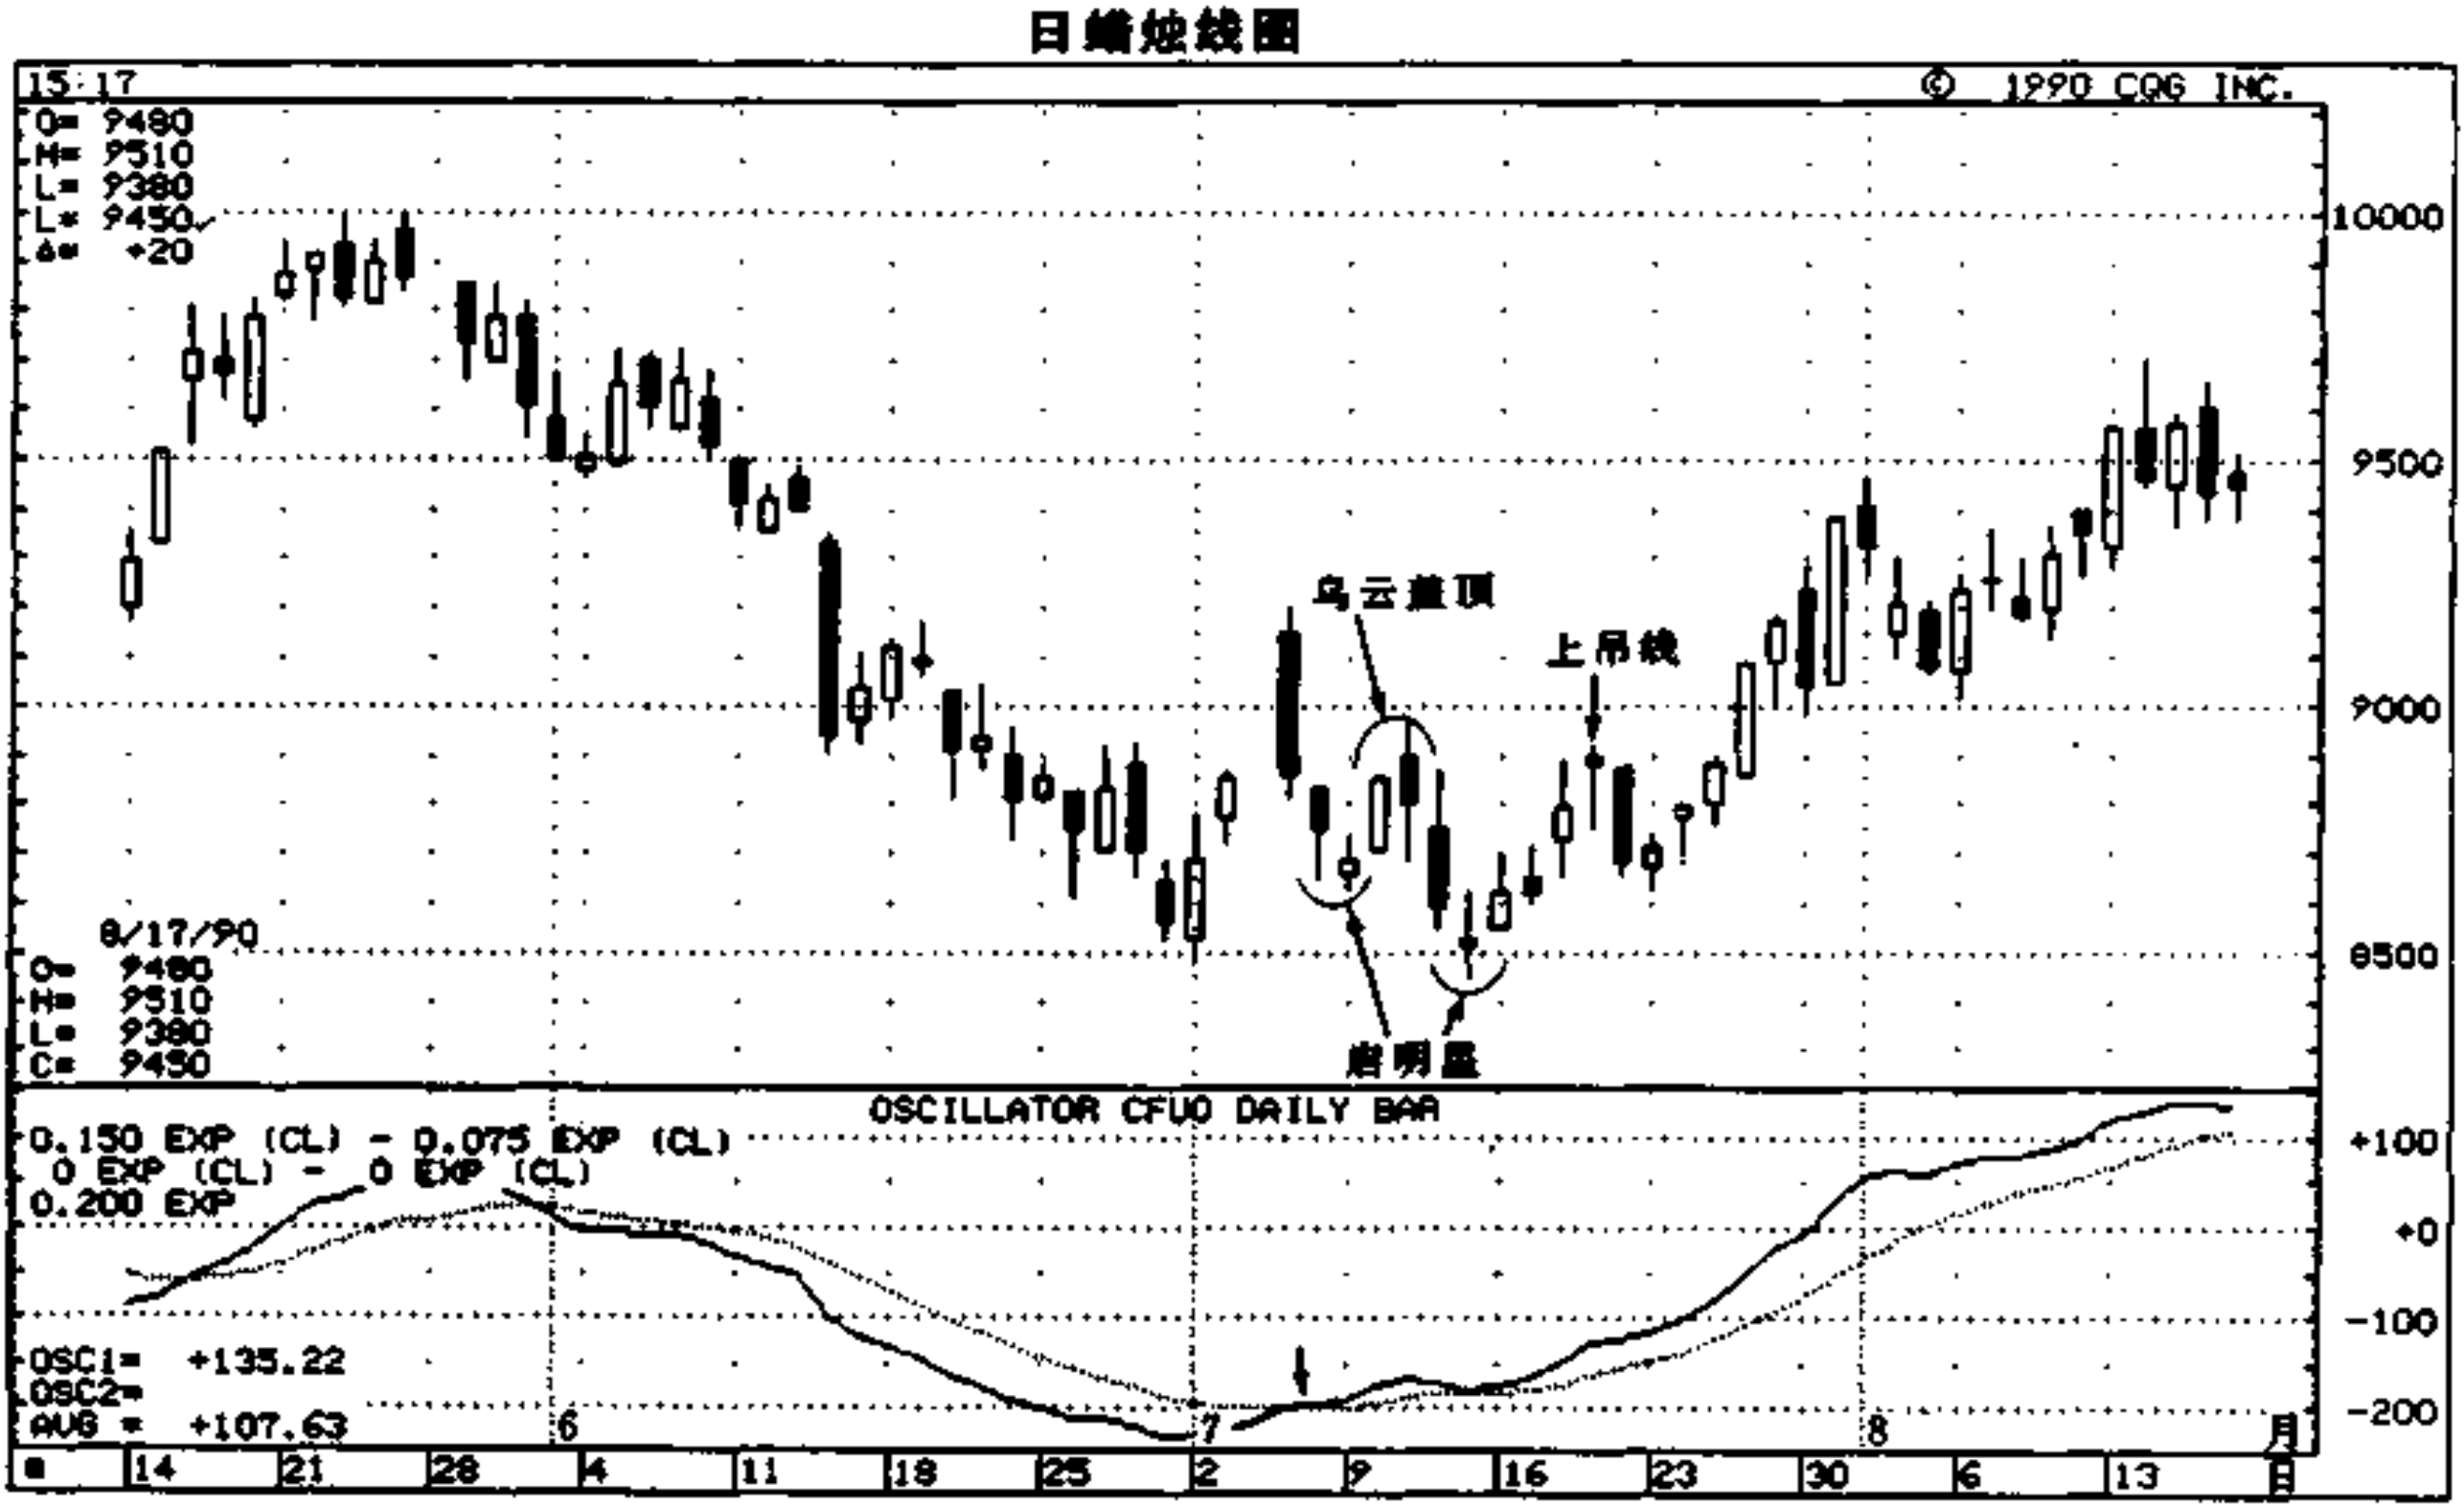 日蜡烛线图
15:17 © 1990 CQG INC.
O= 9480
H= 9510
L= 9380
L= 9450
Δ= +20
10000
9500
9000
8500
乌云盖顶
上吊线
启明星
8/17/90
O= 9480
H= 9510
L= 9380
C= 9450
OSCILLATOR CFUO DAILY BAR
0.150 EXP (CL) - 0.075 EXP (CL)
0 EXP (CL) - 0 EXP (CL)
0.200 EXP
+100
+0
-100
-200
OSC1= +135.22
OSC2=
AVG = +107.63
6 7 8 月
14 21 28 4 11 18 25 2 9 16 23 30 6 13 日